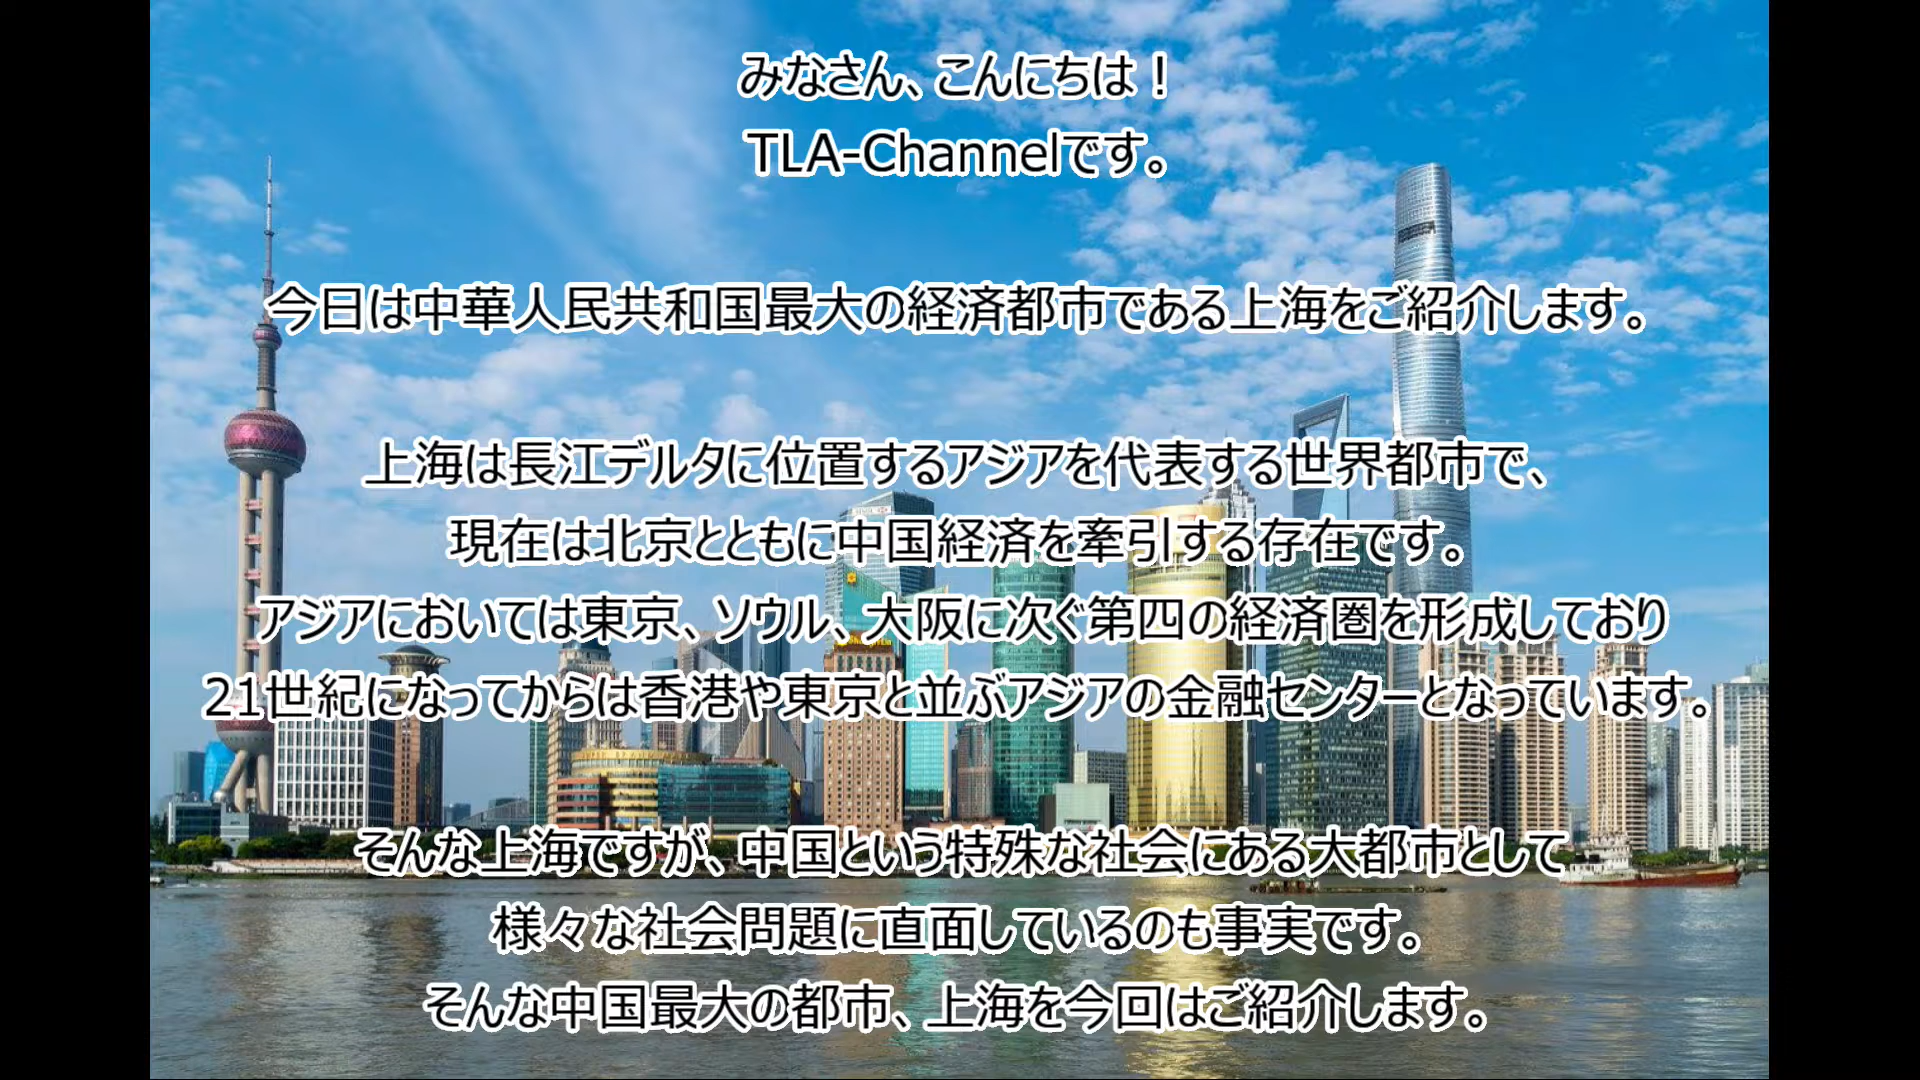 みなさん、こんにちは！
TLA-Channelです。
今日は中華人民共和国最大の経済都市である上海をご紹介します。
上海は長江デルタに位置するアジアを代表する世界都市で、
現在は北京とともに中国経済を牽引する存在です。
アジアにおいては東京、ソウル、大阪に次ぐ第四の経済圏を形成しており
21世紀になってからは香港や東京と並ぶアジアの金融センターとなっています。
そんな上海ですが、中国という特殊な社会にある大都市として
様々な社会問題に直面しているのも事実です。
そんな中国最大の都市、上海を今回はご紹介します。